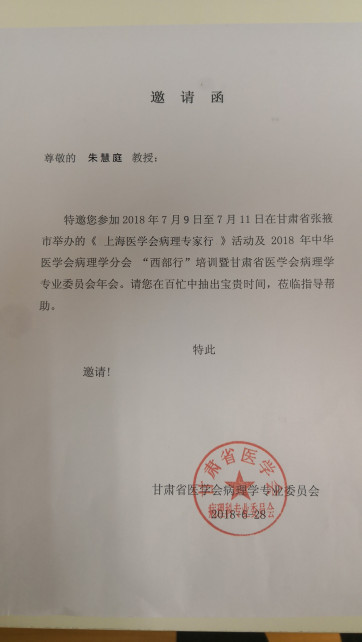 邀 请 函
尊敬的 朱慧庭 教授：
特邀您参加 2018 年 7 月 9 日至 7 月 11 日在甘肃省张掖
市举办的《 上海医学会病理专家行 》活动及 2018 年中华
医学会病理学分会 “西部行”培训暨甘肃省医学会病理学
专业委员会年会。请您在百忙中抽出宝贵时间，莅临指导帮
助。
特此
邀请！
甘肃省医学会
甘肃省医学会病理学专业委员会
病理学专业委员会
2018-6-28